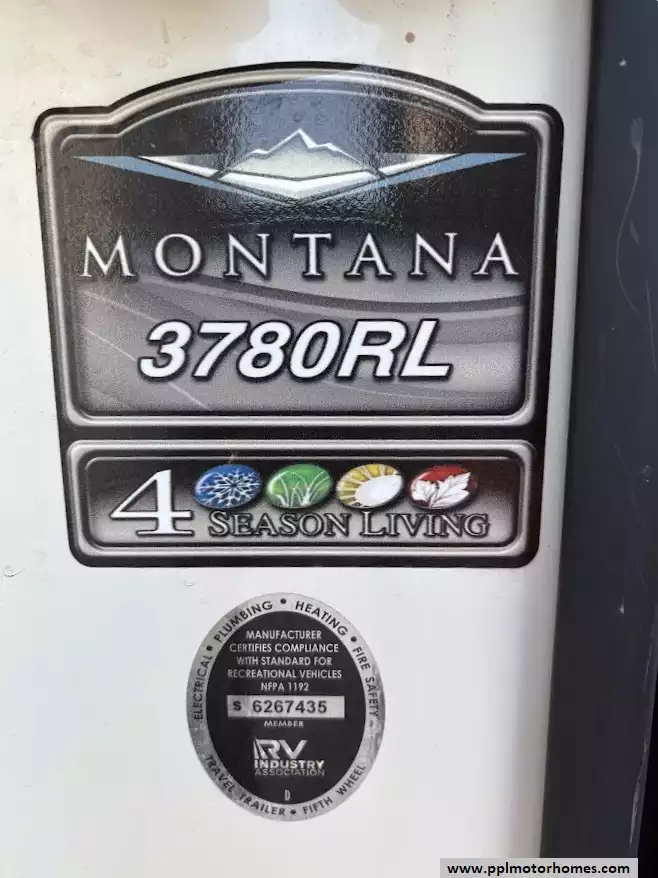 MONTANA
3780RL
4 SEASON LIVING
ELECTRICAL • PLUMBING • HEATING • FIRE SAFETY
MANUFACTURER
CERTIFIES COMPLIANCE
WITH STANDARD FOR
RECREATIONAL VEHICLES
NFPA 1192
S 6267435
MEMBER
RV
INDUSTRY
ASSOCIATION
D
TRAVEL TRAILER • FIFTH WHEEL
www.pplmotorhomes.com